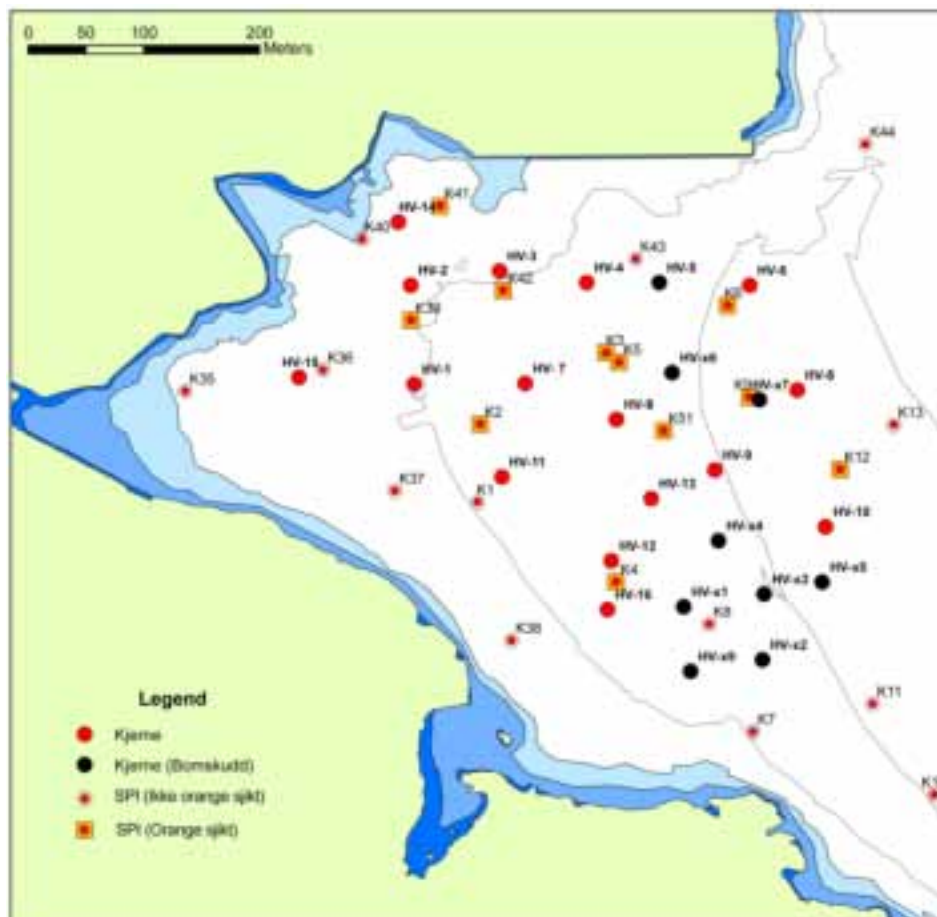 0 50 100 200
Meters
K44
K41
HV-14
K40
K43
HV-3
HV-2
HV-4
HV-5
HV-6
K42
K39
K5
HV-x6
K36
HV-15
K35
HV-1
HV-7
HV-x7
K2
HV-8
K51
K13
HV-9
K12
HV-11
K37
K1
HV-13
HV-10
HV-x4
HV-12
K4
HV-x3
HV-x5
HV-16
HV-x1
K8
K38
HV-x2
HV-x9
K11
K7
Legend
Kjerne
Kjerne (Bomskudd)
SPI (Ikke orange sjikt)
SPI (Orange sjikt)